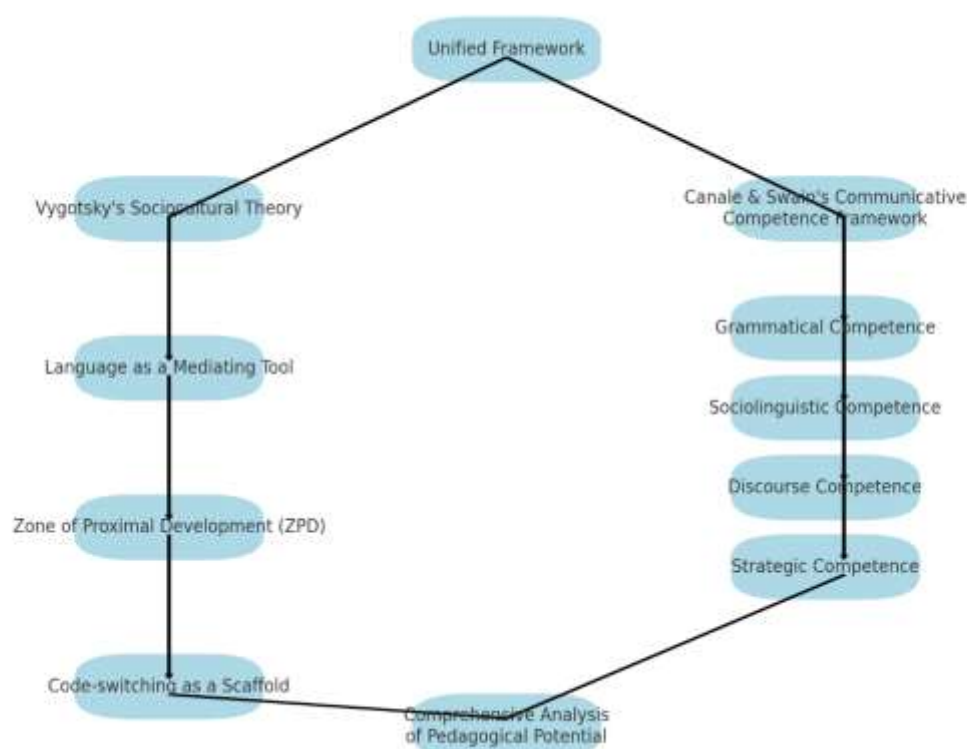 Unified Framework
Vygotsky's Sociocultural Theory
Canale & Swain's Communicative
Competence Framework
Grammatical Competence
Language as a Mediating Tool
Sociolinguistic Competence
Discourse Competence
Zone of Proximal Development (ZPD)
Strategic Competence
Code-switching as a Scaffold
Comprehensive Analysis
of Pedagogical Potential